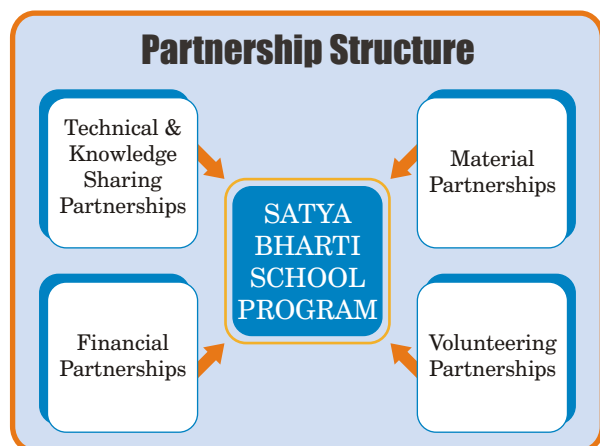 Partnership Structure
Technical &
Knowledge
Sharing
Partnerships
Material
Partnerships
SATYA
BHARTI
SCHOOL
PROGRAM
Financial
Partnerships
Volunteering
Partnerships